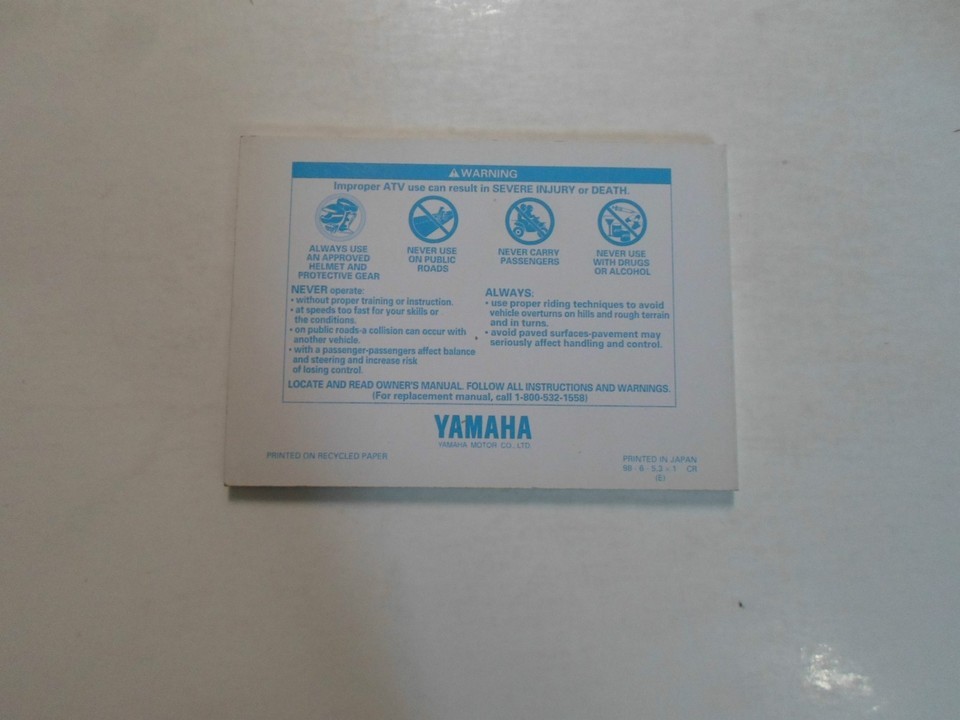 WARNING
Improper ATV use can result in SEVERE INJURY or DEATH.
ALWAYS USE
AN APPROVED
HELMET AND
PROTECTIVE GEAR
NEVER USE
ON PUBLIC
ROADS
NEVER CARRY
PASSENGERS
NEVER USE
WITH DRUGS
OR ALCOHOL
NEVER operate:
• without proper training or instruction.
• at speeds too fast for your skills or
the conditions.
• on public roads-a collision can occur with
another vehicle.
• with a passenger-passengers affect balance
and steering and increase risk
of losing control.
ALWAYS:
• use proper riding techniques to avoid
vehicle overturns on hills and rough terrain
and in turns.
• avoid paved surfaces-pavement may
seriously affect handling and control.
LOCATE AND READ OWNER'S MANUAL. FOLLOW ALL INSTRUCTIONS AND WARNINGS.
(For replacement manual, call 1-800-532-1558)
YAMAHA
YAMAHA MOTOR CO., LTD.
PRINTED ON RECYCLED PAPER
PRINTED IN JAPAN
6 · 5.2 × 1 CR
(E)